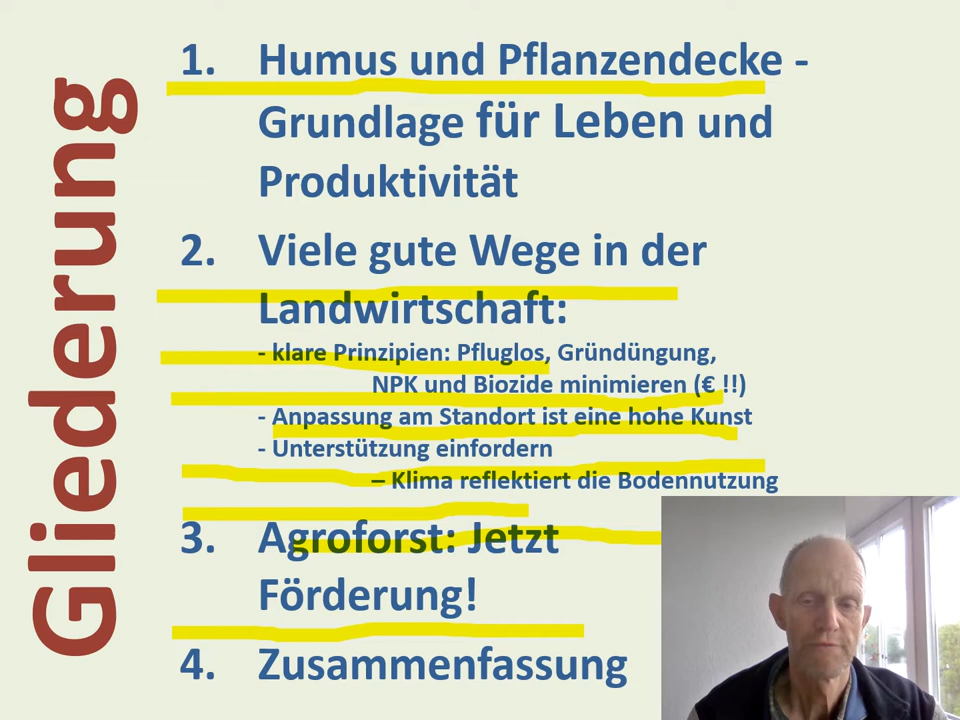 Gliederung
1. Humus und Pflanzendecke -
Grundlage für Leben und
Produktivität
2. Viele gute Wege in der
Landwirtschaft:
- klare Prinzipien: Pfluglos, Gründüngung,
NPK und Biozide minimieren (€ !!)
- Anpassung am Standort ist eine hohe Kunst
- Unterstützung einfordern
– Klima reflektiert die Bodennutzung
3. Agroforst: Jetzt
Förderung!
4. Zusammenfassung